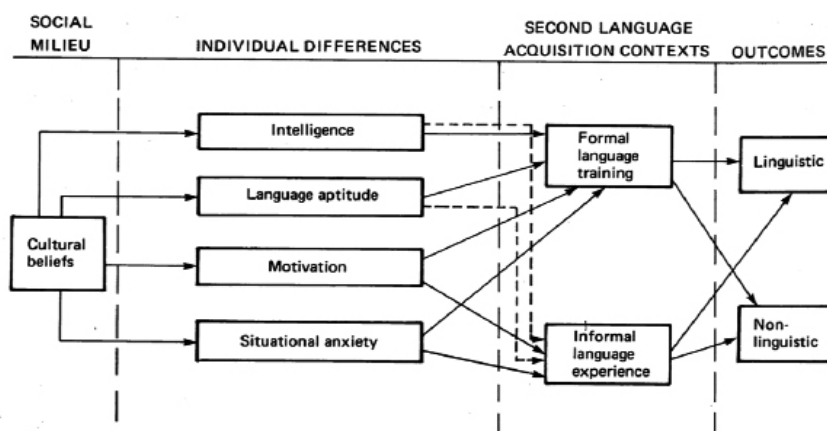 SOCIAL
MILIEU
INDIVIDUAL DIFFERENCES
SECOND LANGUAGE
ACQUISITION CONTEXTS
OUTCOMES
Intelligence
Language aptitude
Cultural
beliefs
Motivation
Situational anxiety
Formal
language
training
Informal
language
experience
Linguistic
Non-
linguistic